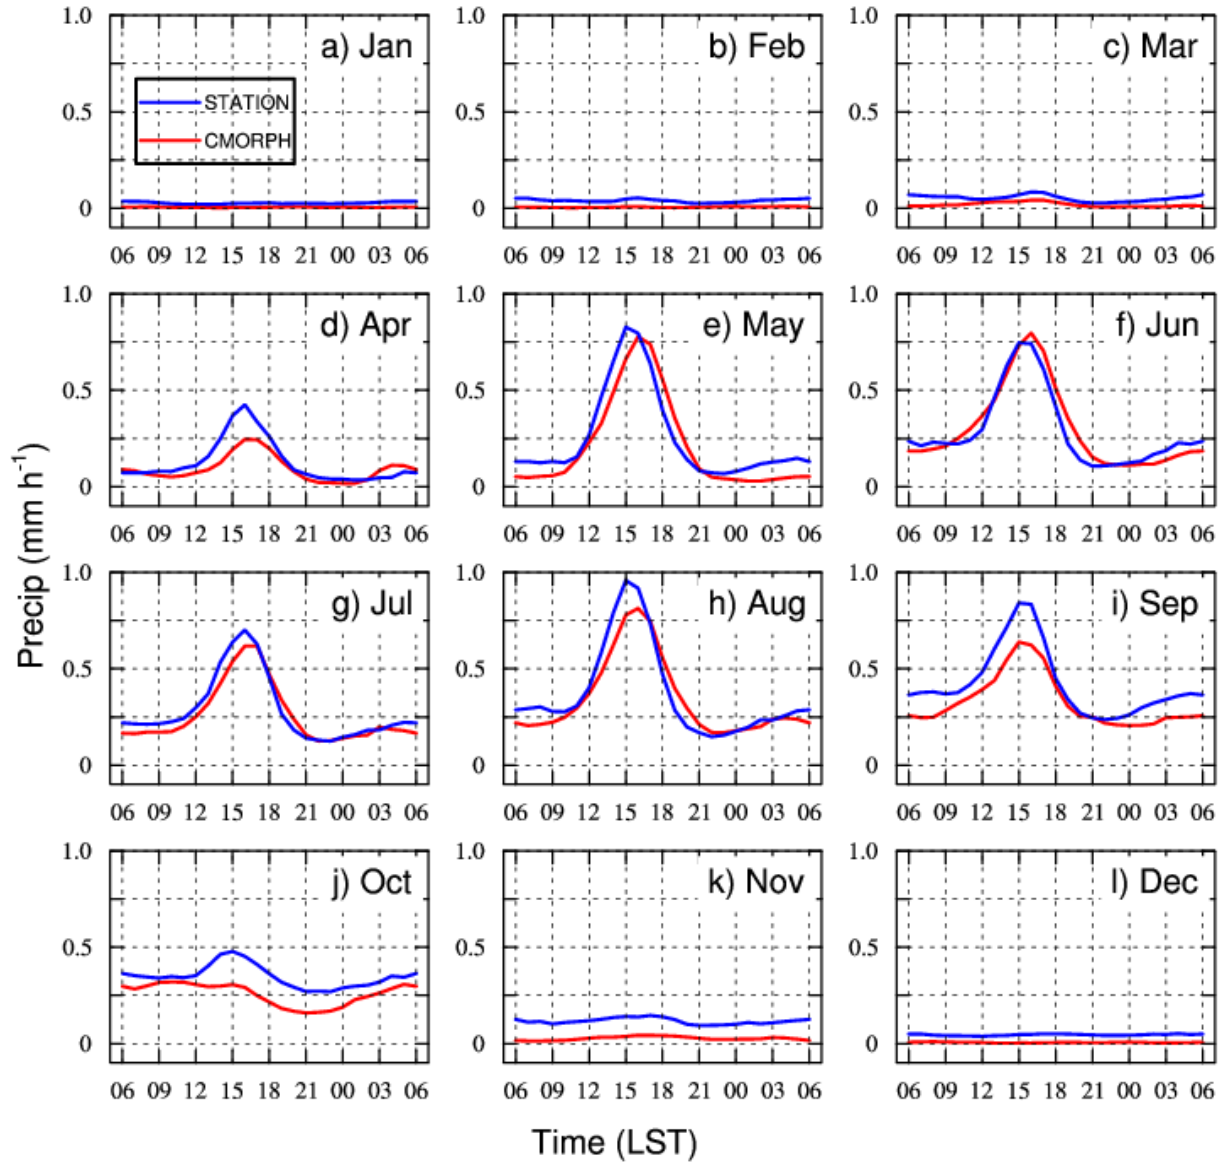 a) Jan
b) Feb
c) Mar
1.0 0.5 0
1.0 0.5 0
1.0 0.5 0
STATION
CMORPH
06 09 12 15 18 21 00 03 06
06 09 12 15 18 21 00 03 06
06 09 12 15 18 21 00 03 06
d) Apr
e) May
f) Jun
1.0 0.5 0
1.0 0.5 0
1.0 0.5 0
06 09 12 15 18 21 00 03 06
06 09 12 15 18 21 00 03 06
06 09 12 15 18 21 00 03 06
Precip (mm h⁻¹)
g) Jul
h) Aug
i) Sep
1.0 0.5 0
1.0 0.5 0
1.0 0.5 0
06 09 12 15 18 21 00 03 06
06 09 12 15 18 21 00 03 06
06 09 12 15 18 21 00 03 06
j) Oct
k) Nov
l) Dec
1.0 0.5 0
1.0 0.5 0
1.0 0.5 0
06 09 12 15 18 21 00 03 06
06 09 12 15 18 21 00 03 06
06 09 12 15 18 21 00 03 06
Time (LST)